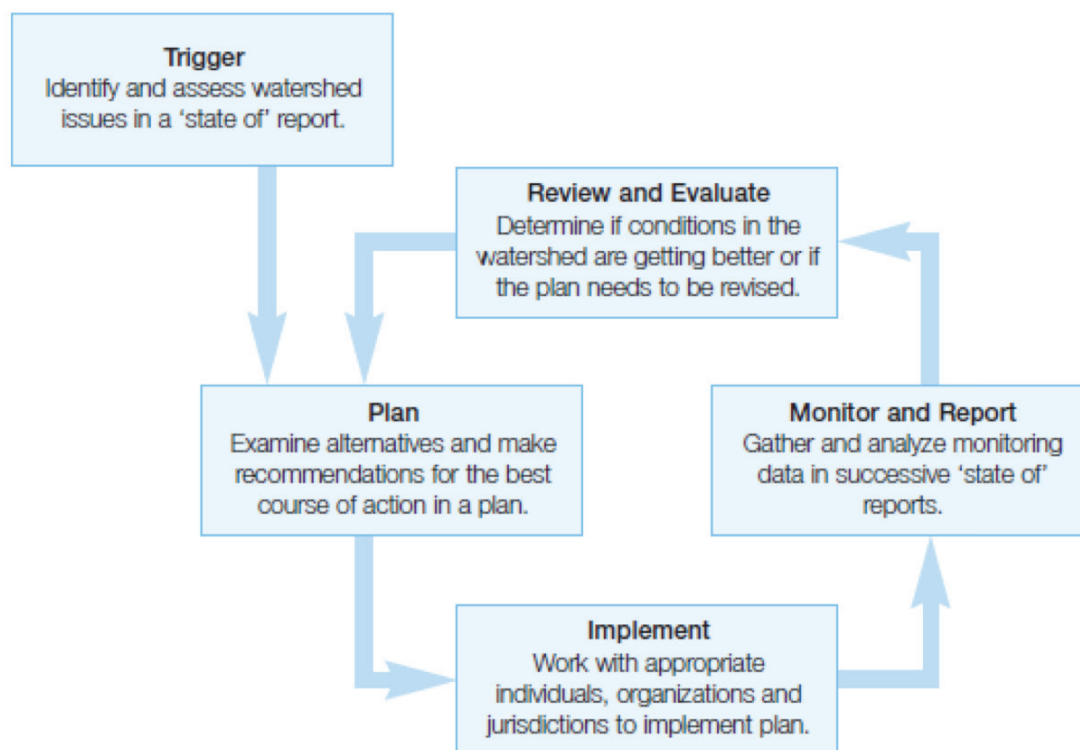 Trigger
Identify and assess watershed
issues in a ‘state of’ report.
Review and Evaluate
Determine if conditions in the
watershed are getting better or if
the plan needs to be revised.
Plan
Examine alternatives and make
recommendations for the best
course of action in a plan.
Monitor and Report
Gather and analyze monitoring
data in successive ‘state of’
reports.
Implement
Work with appropriate
individuals, organizations and
jurisdictions to implement plan.